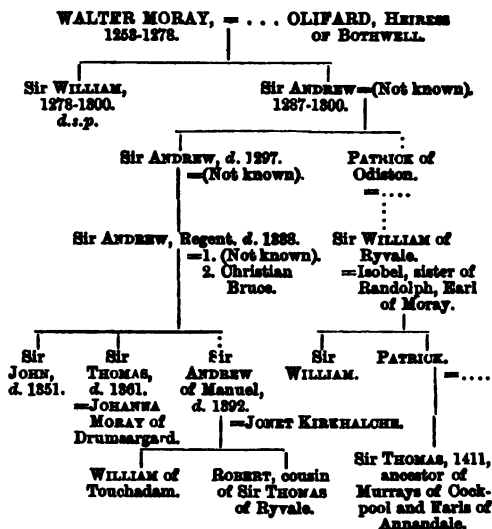 WALTER MORAY, = . . . OLIFARD, HEIRESS
1253-1278. OF BOTHWELL.
Sir WILLIAM,
1278-1300.
d.s.p.
Sir ANDREW=(Not known).
1287-1300.
Sir ANDREW, d. 1297.
=(Not known).
PATRICK of
Odiston.
= ....
Sir ANDREW, Regent. d. 1338.
=1. (Not known).
2. Christian
Bruce.
Sir WILLIAM of
Ryvale.
=Isobel, sister of
Randolph, Earl
of Moray.
Sir
JOHN,
d. 1351.
Sir
THOMAS,
d. 1361.
=JOHANNA
MORAY of
Drumsargard.
Sir
ANDREW
of Manuel,
d. 1392.
=JONET KIRKHALCHE.
Sir
WILLIAM.
PATRICK.
= ....
WILLIAM of
Touchadam.
ROBERT, cousin
of Sir THOMAS
of Ryvale.
Sir THOMAS, 1411,
ancestor of
Murrays of Cock-
pool and Earls of
Annandale.